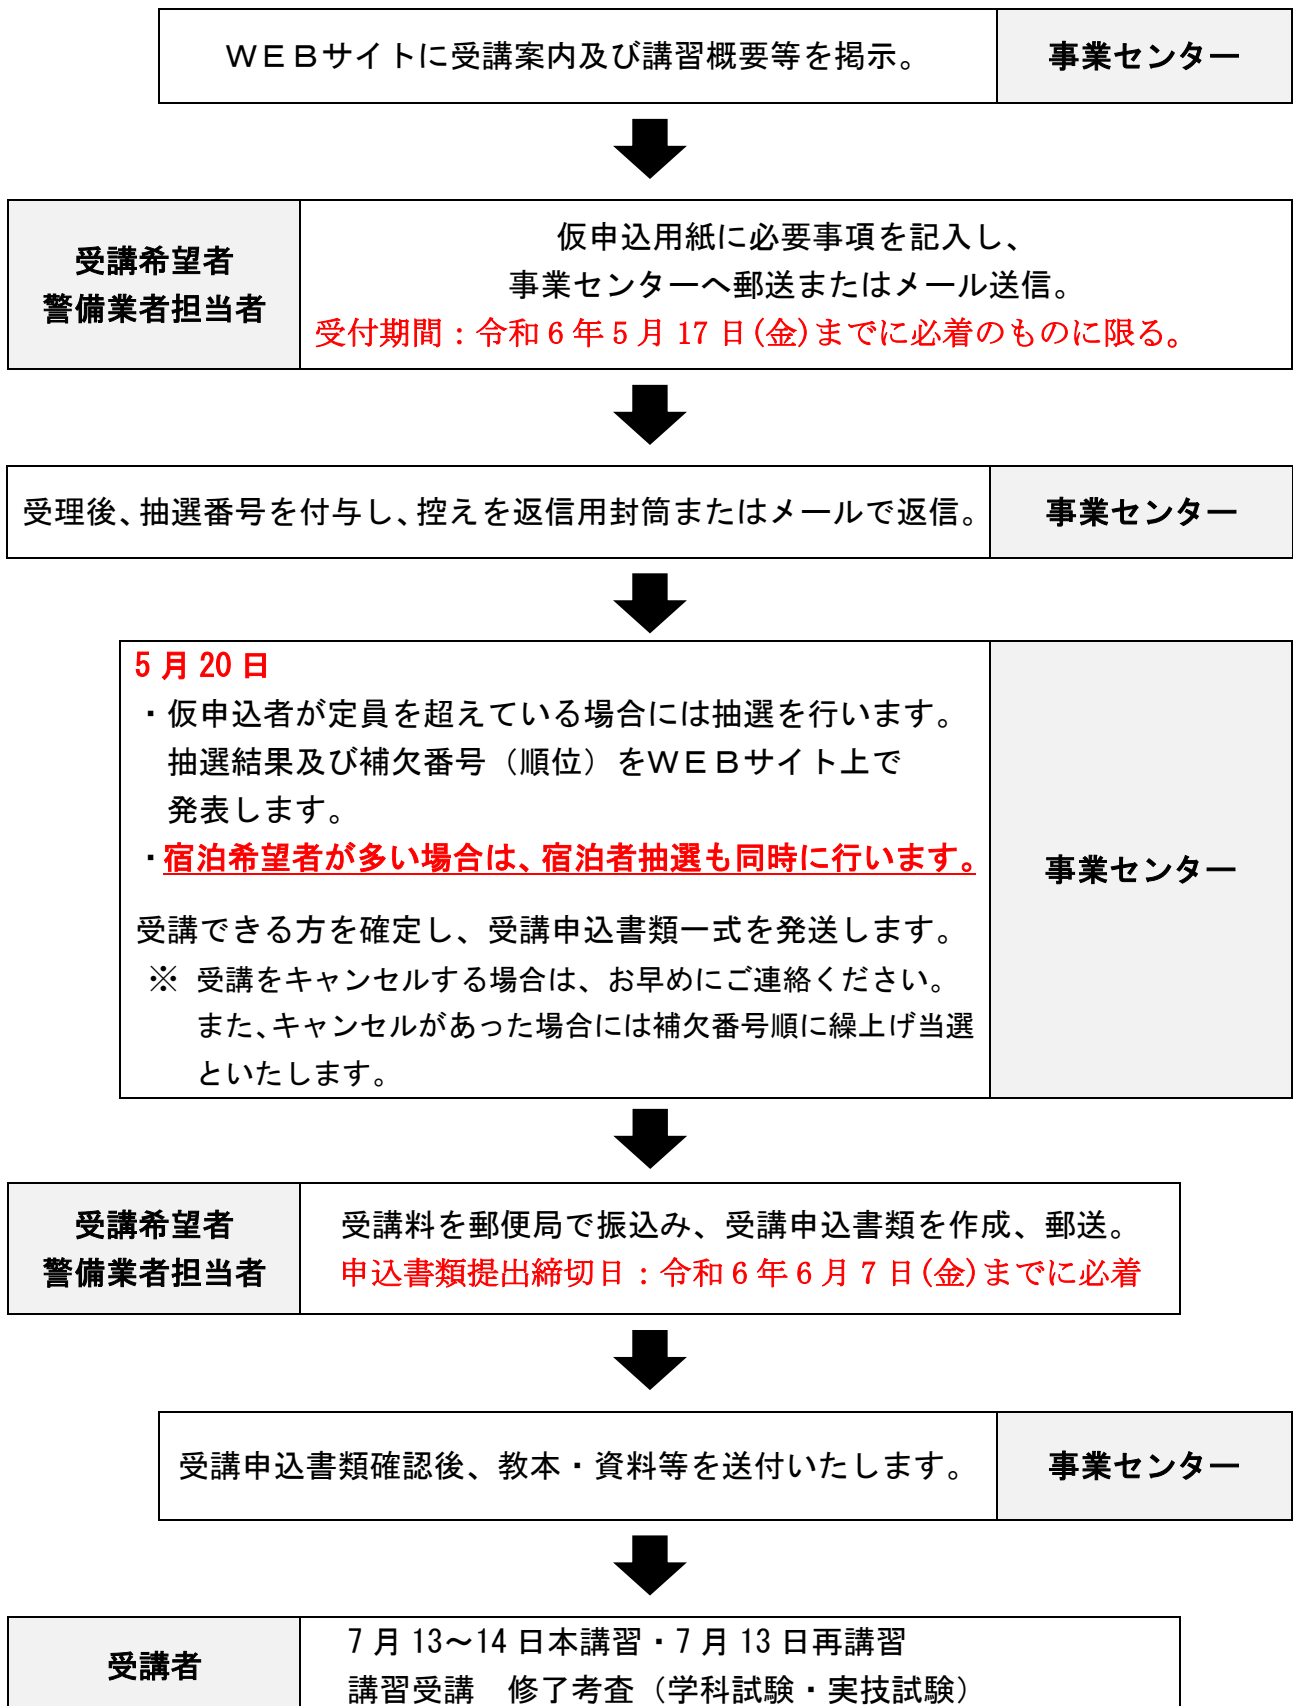 ＷＥＢサイトに受講案内及び講習概要等を掲示。
事業センター
受講希望者
警備業者担当者
仮申込用紙に必要事項を記入し、
事業センターへ郵送またはメール送信。
受付期間：令和６年５月 17 日(金)までに必着のものに限る。
受理後、抽選番号を付与し、控えを返信用封筒またはメールで返信。
事業センター
5 月 20 日
・仮申込者が定員を超えている場合には抽選を行います。
抽選結果及び補欠番号（順位）をＷＥＢサイト上で
発表します。
・宿泊希望者が多い場合は、宿泊者抽選も同時に行います。
受講できる方を確定し、受講申込書類一式を発送します。
※ 受講をキャンセルする場合は、お早めにご連絡ください。
また、キャンセルがあった場合には補欠番号順に繰上げ当選
といたします。
事業センター
受講希望者
警備業者担当者
受講料を郵便局で振込み、受講申込書類を作成、郵送。
申込書類提出締切日：令和６年６月７日(金)までに必着
受講申込書類確認後、教本・資料等を送付いたします。
事業センター
受講者
7 月 13～14 日本講習・7 月 13 日再講習
講習受講　修了考査（学科試験・実技試験）